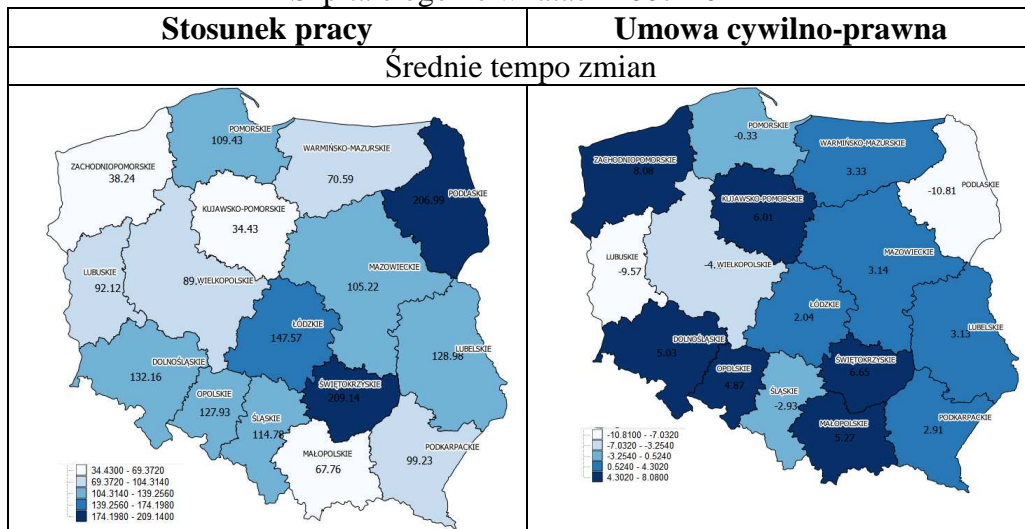 Stosunek pracy Umowa cywilno-prawna
Średnie tempo zmian
POMORSKIE
109.43
WARMIŃSKO-MAZURSKIE
70.59
ZACHODNIOPOMORSKIE
38.24
PODLASKIE
206.99
KUJAWSKO-POMORSKIE
34.43
MAZOWIECKIE
105.22
LUBUSKIE
92.12
89. WIELKOPOLSKIE
ŁÓDZKIE
147.57
LUBELSKIE
128.98
DOLNOŚLĄSKIE
132.16
OPOLSKIE
127.93
ŚLĄSKIE
114.78
ŚWIĘTOKRZYSKIE
209.14
MAŁOPOLSKIE
67.76
PODKARPACKIE
99.23
34.4300 - 69.3720
69.3720 - 104.3140
104.3140 - 139.2560
139.2560 - 174.1980
174.1980 - 209.1400
POMORSKIE
-0.33
WARMIŃSKO-MAZURSKIE
3.33
ZACHODNIOPOMORSKIE
8.08
PODLASKIE
-10.81
KUJAWSKO-POMORSKIE
6.01
MAZOWIECKIE
3.14
LUBUSKIE
-9.57
-4. WIELKOPOLSKIE
ŁÓDZKIE
2.04
LUBELSKIE
3.13
DOLNOŚLĄSKIE
5.03
OPOLSKIE
4.87
ŚLĄSKIE
-2.93
ŚWIĘTOKRZYSKIE
6.65
MAŁOPOLSKIE
5.27
PODKARPACKIE
2.91
-10.8100 - -7.0320
-7.0320 - -3.2540
-3.2540 - 0.5240
0.5240 - 4.3020
4.3020 - 8.0800